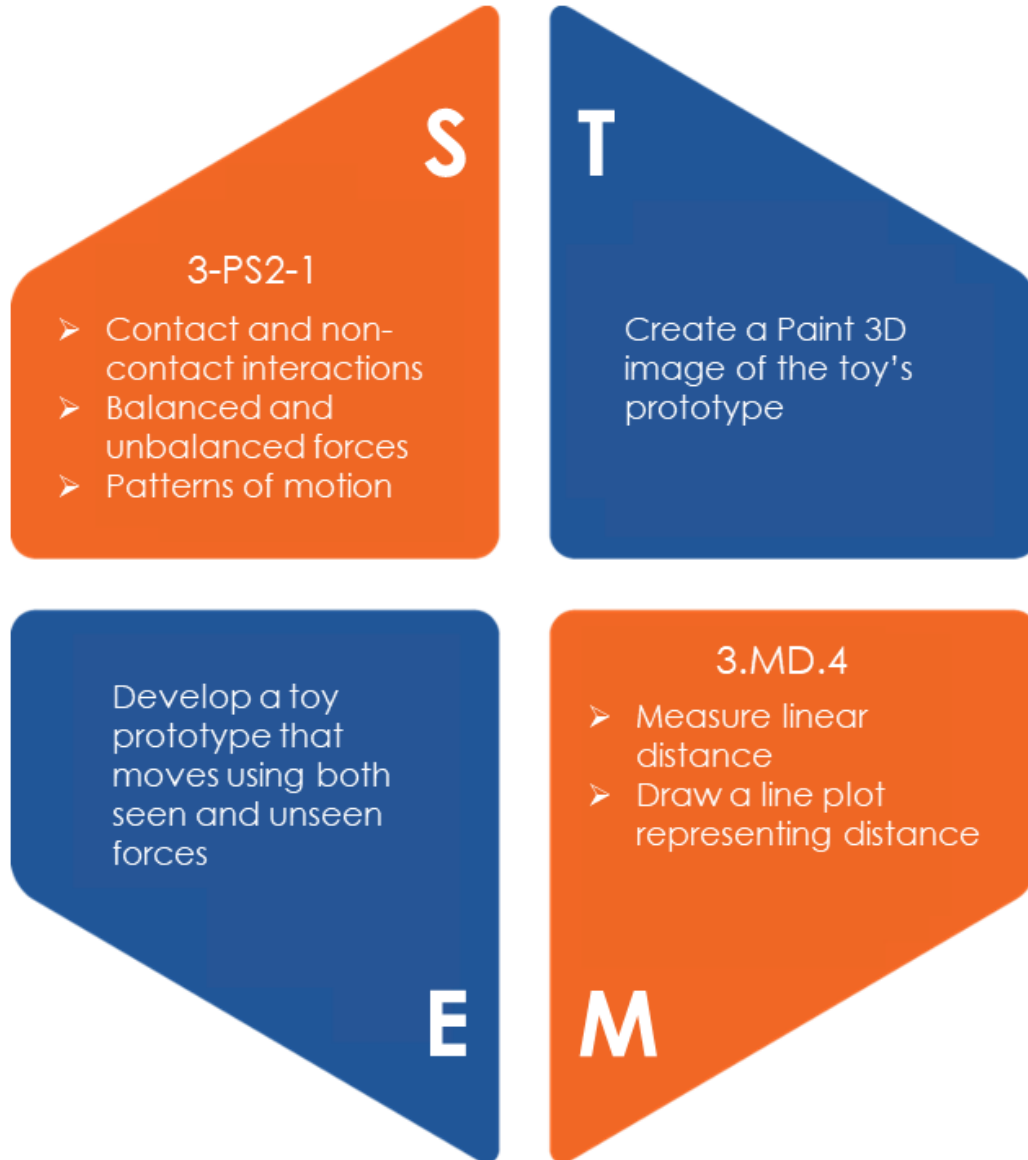 S
3-PS2-1
➢ Contact and non-
contact interactions
➢ Balanced and
unbalanced forces
➢ Patterns of motion
T
Create a Paint 3D
image of the toy’s
prototype
Develop a toy
prototype that
moves using both
seen and unseen
forces
E
3.MD.4
➢ Measure linear
distance
➢ Draw a line plot
representing distance
M